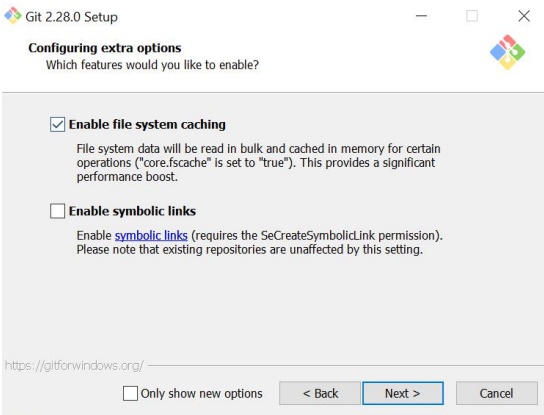 Git 2.28.0 Setup
Configuring extra options
Which features would you like to enable?
Enable file system caching
File system data will be read in bulk and cached in memory for certain
operations ("core.fscache" is set to "true"). This provides a significant
performance boost.
Enable symbolic links
Enable symbolic links (requires the SeCreateSymbolicLink permission).
Please note that existing repositories are unaffected by this setting.
https://gitforwindows.org/
Only show new options
< Back
Next >
Cancel